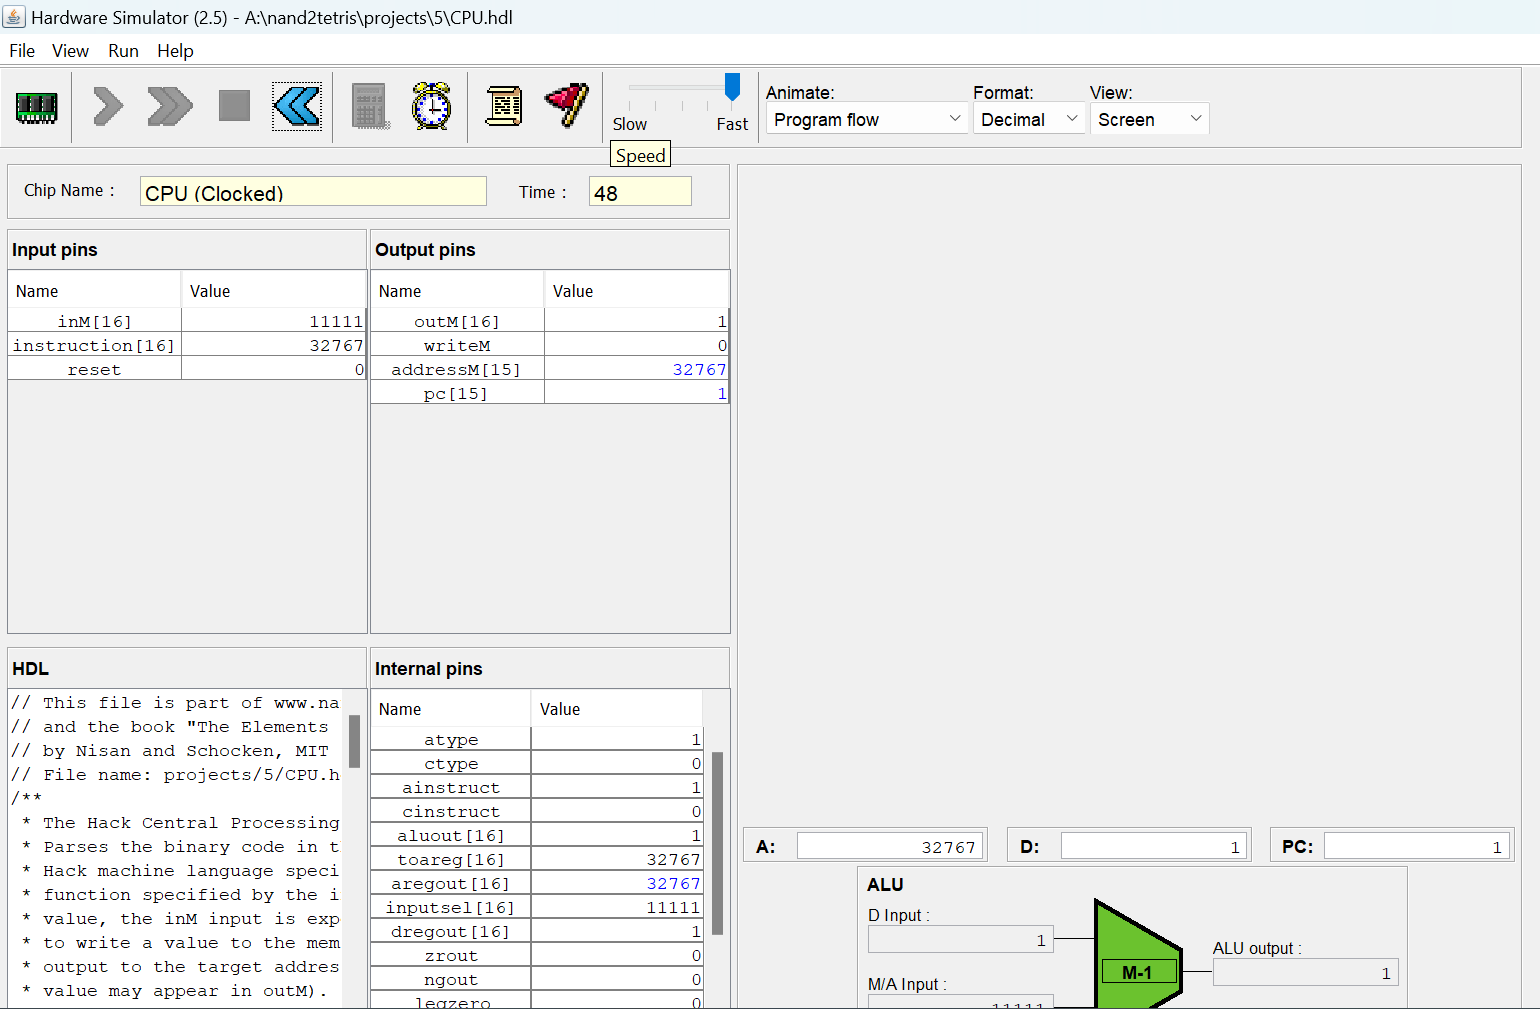 Hardware Simulator (2.5) - A:\nand2tetris\projects\5\CPU.hdl
File View Run Help
Slow Fast
Animate: Format: View:
Program flow Decimal Screen
Speed
Chip Name : CPU (Clocked) Time : 48
Input pins
Name Value
inM[16] 11111
instruction[16] 32767
reset 0
Output pins
Name Value
outM[16] 1
writeM 0
addressM[15] 32767
pc[15] 1
HDL
// This file is part of www.na
// and the book "The Elements
// by Nisan and Schocken, MIT
// File name: projects/5/CPU.h
/**
* The Hack Central Processing
* Parses the binary code in t
* Hack machine language speci
* function specified by the i
* value, the inM input is exp
* to write a value to the mem
* output to the target addres
* value may appear in outM).
Internal pins
Name Value
atype 1
ctype 0
ainstruct 1
cinstruct 0
aluout[16] 1
toareg[16] 32767
aregout[16] 32767
inputsel[16] 11111
dregout[16] 1
zrout 0
ngout 0
leqzero 0
A: 32767 D: 1 PC: 1
ALU
D Input :
1
M/A Input :
11111
M-1
ALU output :
1